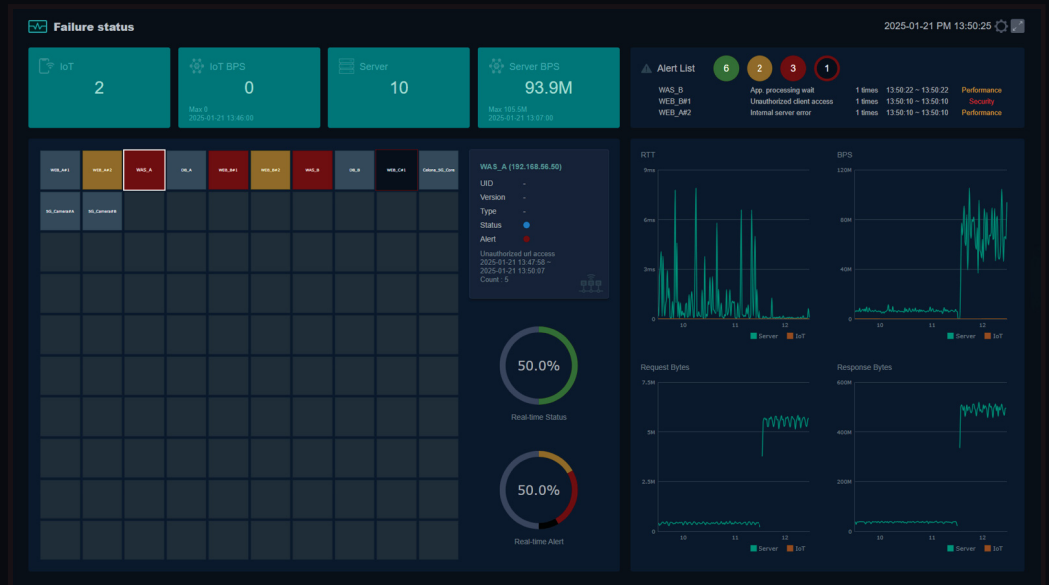 Failure status
2025-01-21 PM 13:50:25
IoT
2
IoT BPS
0
Max 0
2025-01-21 13:46:00
Server
10
Server BPS
93.9M
Max 105.5M
2025-01-21 13:07:00
Alert List
6
2
3
1
WAS_B App. processing wait 1 times 13:50:22 ~ 13:50:22 Performance
WEB_B#1 Unauthorized client access 1 times 13:50:10 ~ 13:50:10 Security
WEB_A#2 Internal server error 1 times 13:50:10 ~ 13:50:10 Performance
WEB_A#1
WEB_A#2
WAS_A
DB_A
WEB_B#1
WEB_B#2
WAS_B
DB_B
WEB_C#1
5G_Camera#A
5G_Camera#B
WAS_A (192.168.56.50)
UID -
Version -
Type -
Status
Alert
Unauthorized url access
2025-01-21 13:47:58 ~
2025-01-21 13:50:07
Count : 5
50.0%
Real-time Status
50.0%
Real-time Alert
RTT
9ms
6ms
3ms
0
10 11 12
Server IoT
BPS
120M
80M
40M
0
10 11 12
Server IoT
Request Bytes
7.5M
5M
2.5M
0
10 11 12
Server IoT
Response Bytes
600M
400M
200M
0
10 11 12
Server IoT